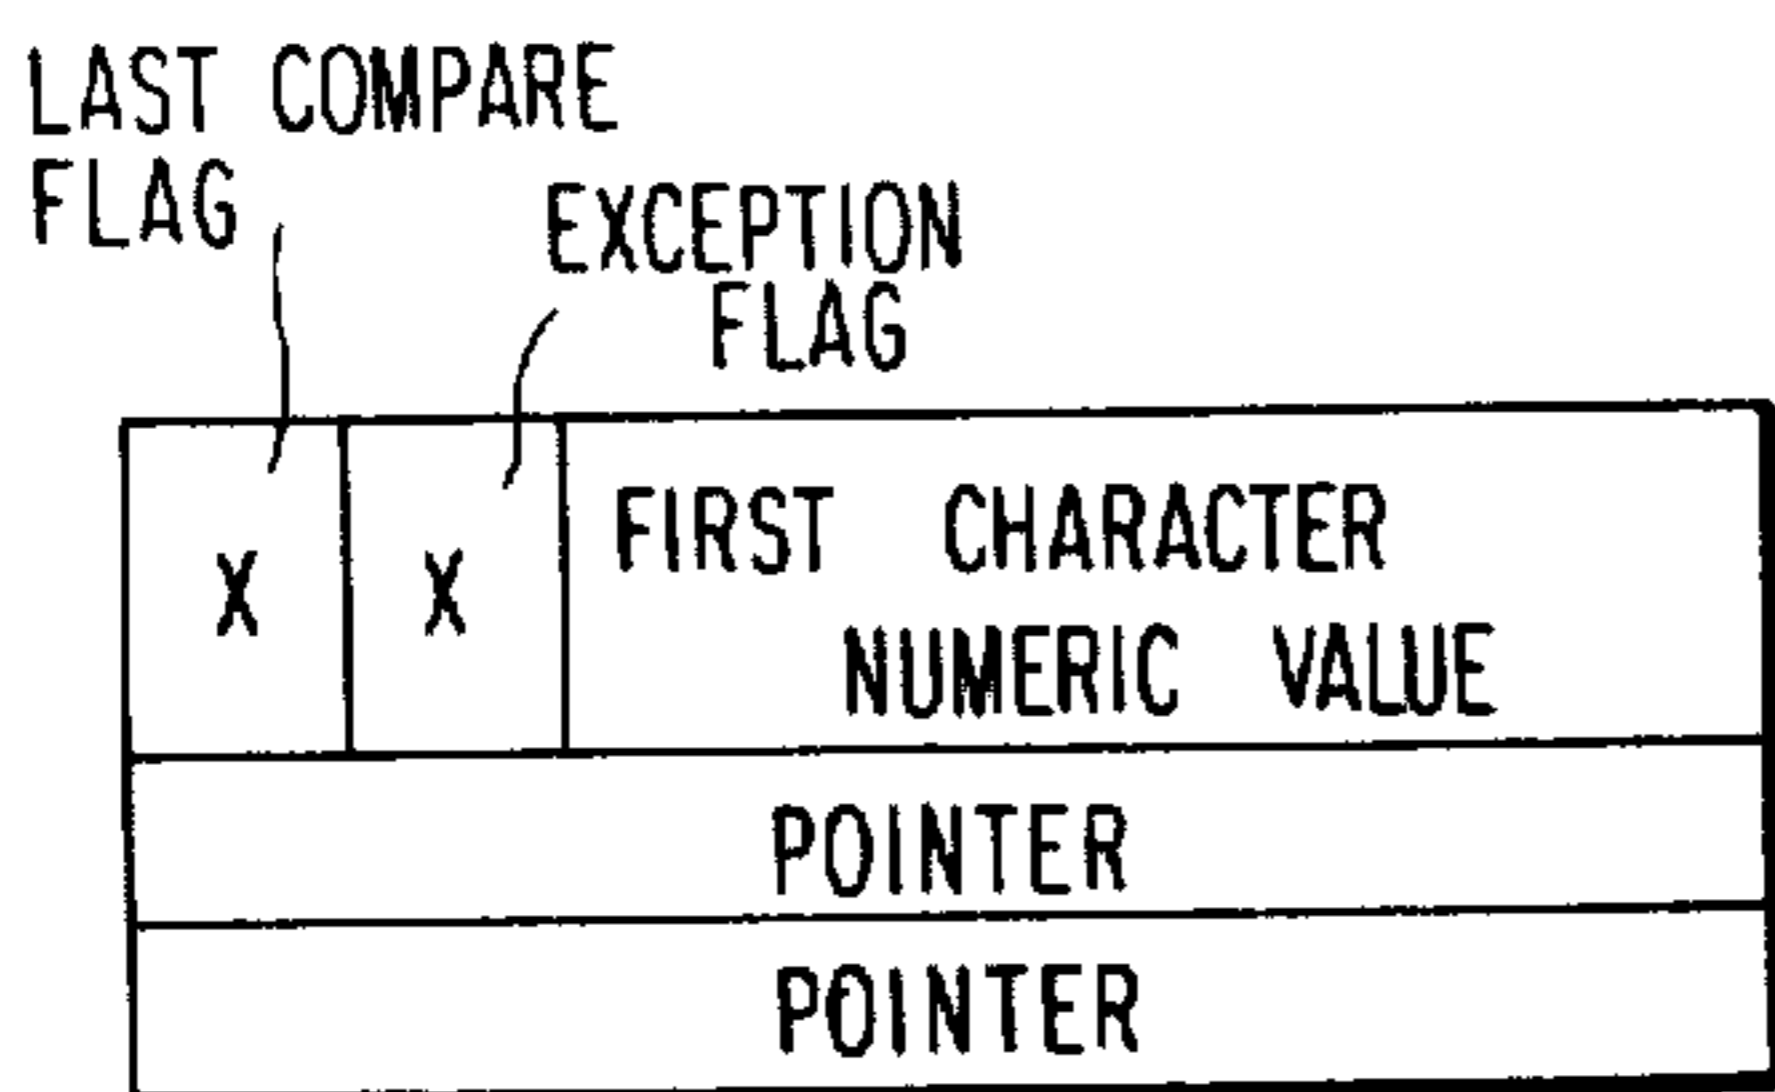 LAST COMPARE
FLAG
EXCEPTION
FLAG
X X FIRST CHARACTER
NUMERIC VALUE
POINTER
POINTER